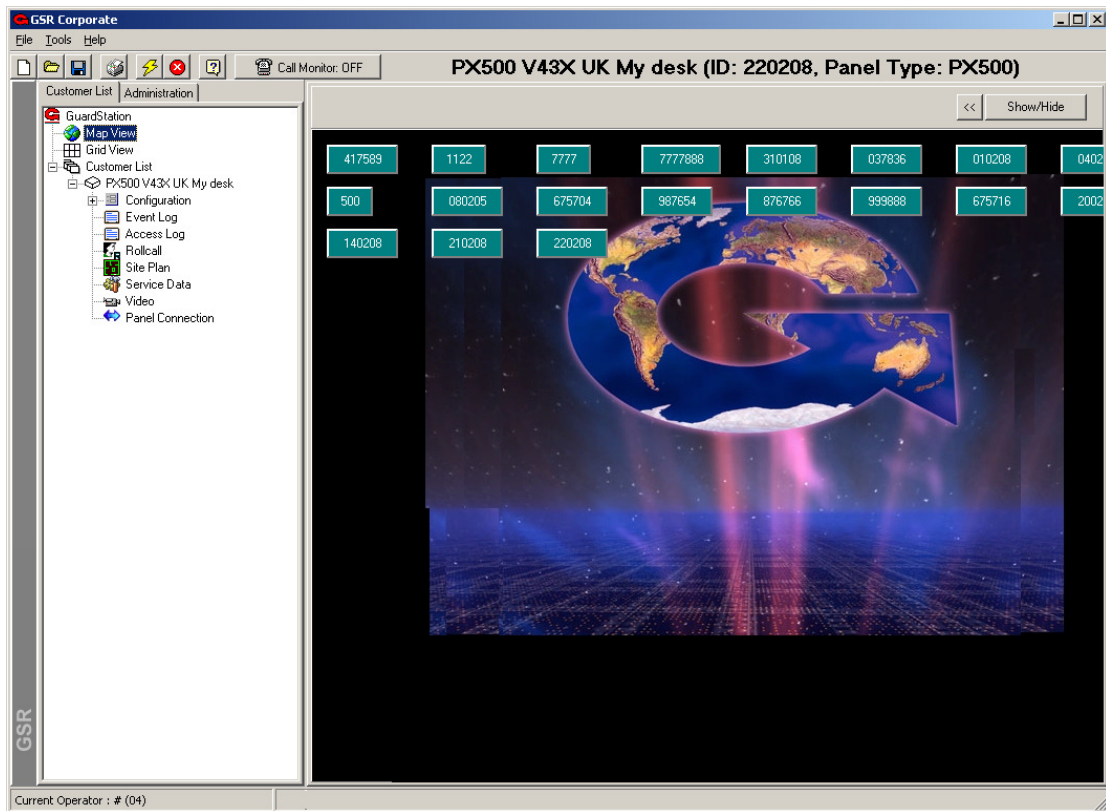 GSR Corporate
File Tools Help
Call Monitor: OFF
PX500 V43X UK My desk (ID: 220208, Panel Type: PX500)
Customer List Administration
<< Show/Hide
GuardStation
Map View
Grid View
Customer List
PX500 V43X UK My desk
Configuration
Event Log
Access Log
Rollcall
Site Plan
Service Data
Video
Panel Connection
417589 1122 7777 7777888 310108 037836 010208 0402
500 080205 675704 987654 876766 999888 675716 2002
140208 210208 220208
GSR
Current Operator : # (04)